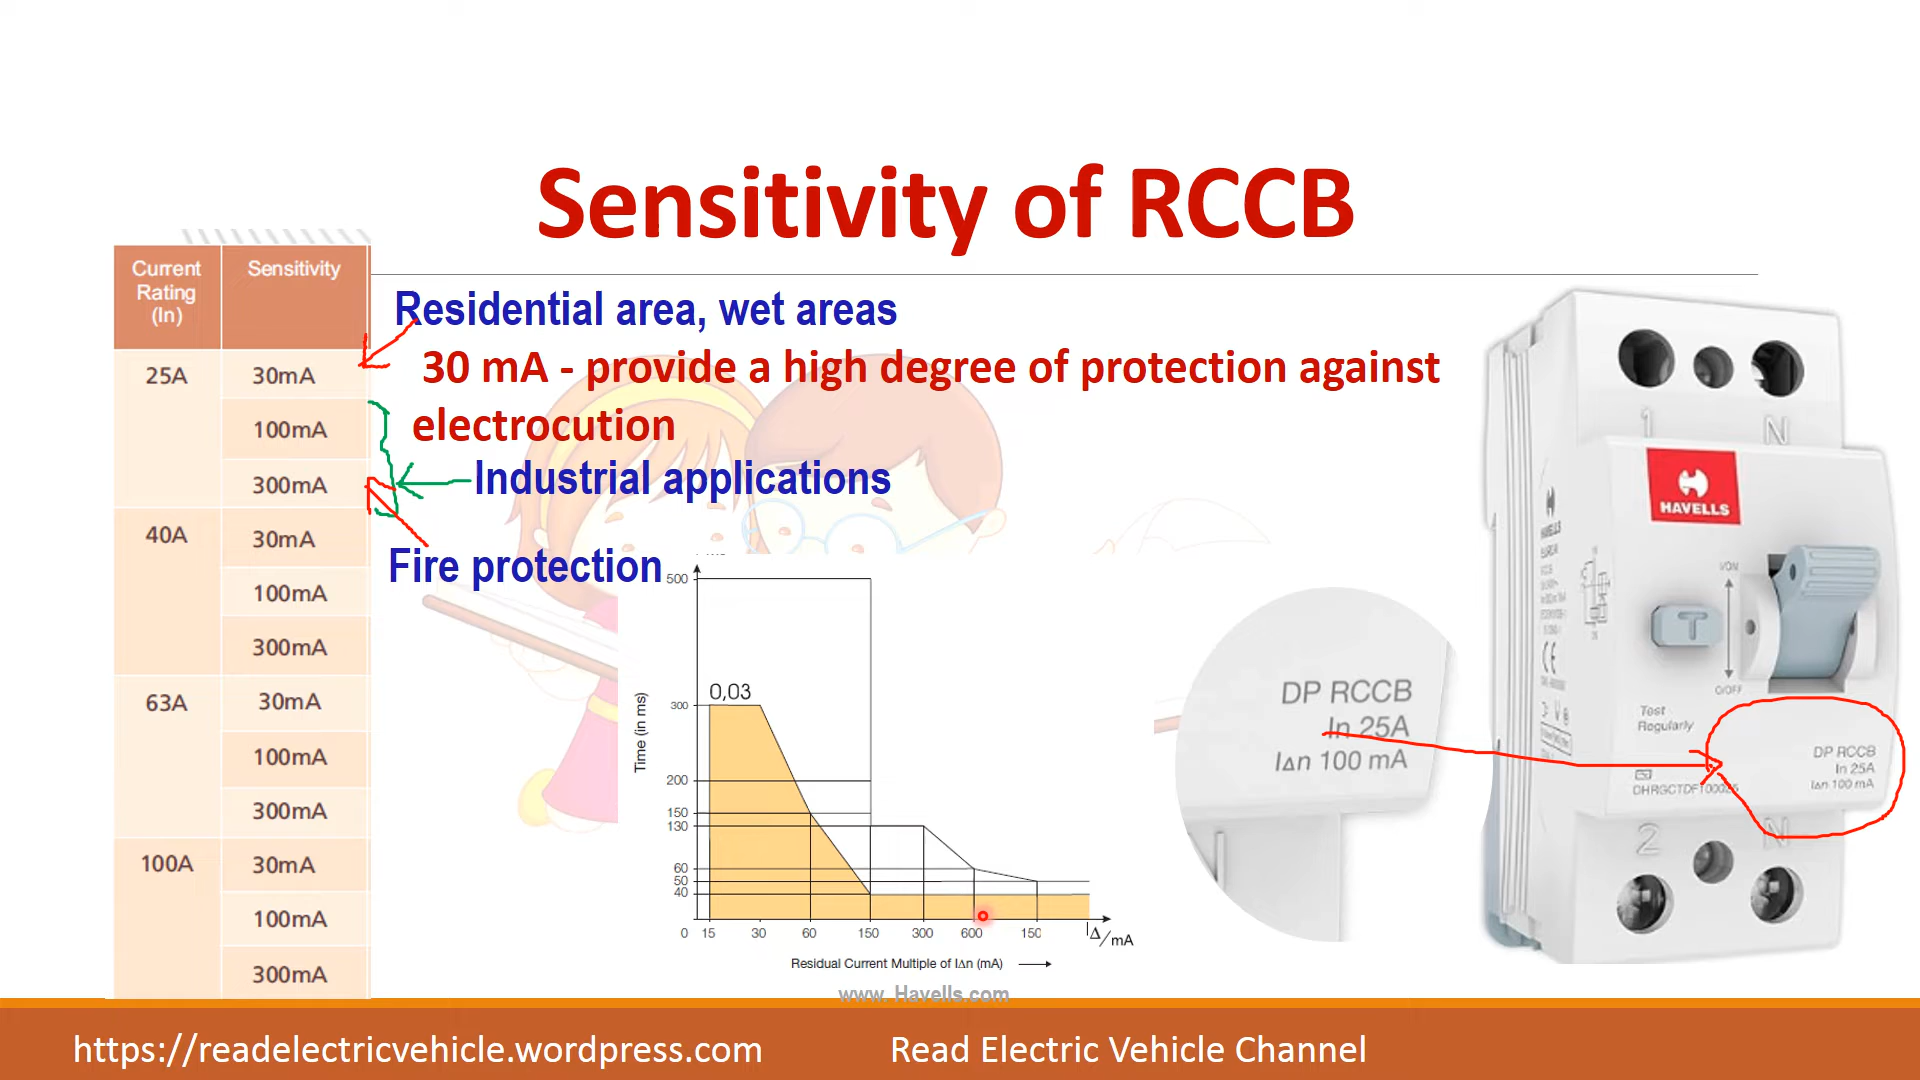 Sensitivity of RCCB
Current
Rating
(In)
Sensitivity
25A
30mA
100mA
300mA
40A
30mA
100mA
300mA
63A
30mA
100mA
300mA
100A
30mA
100mA
300mA
Residential area, wet areas
30 mA - provide a high degree of protection against
electrocution
Industrial applications
Fire protection
500
300
200
150
130
60
50
40
0,03
Time (in ms)
0 15 30 60 150 300 600 150
IΔ/mA
Residual Current Multiple of IΔn (mA)
www. Havells.com
DP RCCB
In 25A
IΔn 100 mA
1 N
HAVELLS
HAVELLS
T
O/OFF
Test
Regularly
DP RCCB
In 25A
IΔn 100 mA
2 N
https://readelectricvehicle.wordpress.com
Read Electric Vehicle Channel